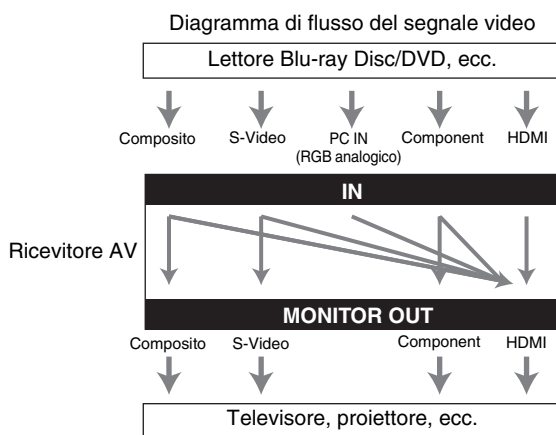 Diagramma di flusso del segnale video
Lettore Blu-ray Disc/DVD, ecc.
Composito S-Video PC IN Component HDMI
(RGB analogico)
IN
Ricevitore AV
MONITOR OUT
Composito S-Video Component HDMI
Televisore, proiettore, ecc.